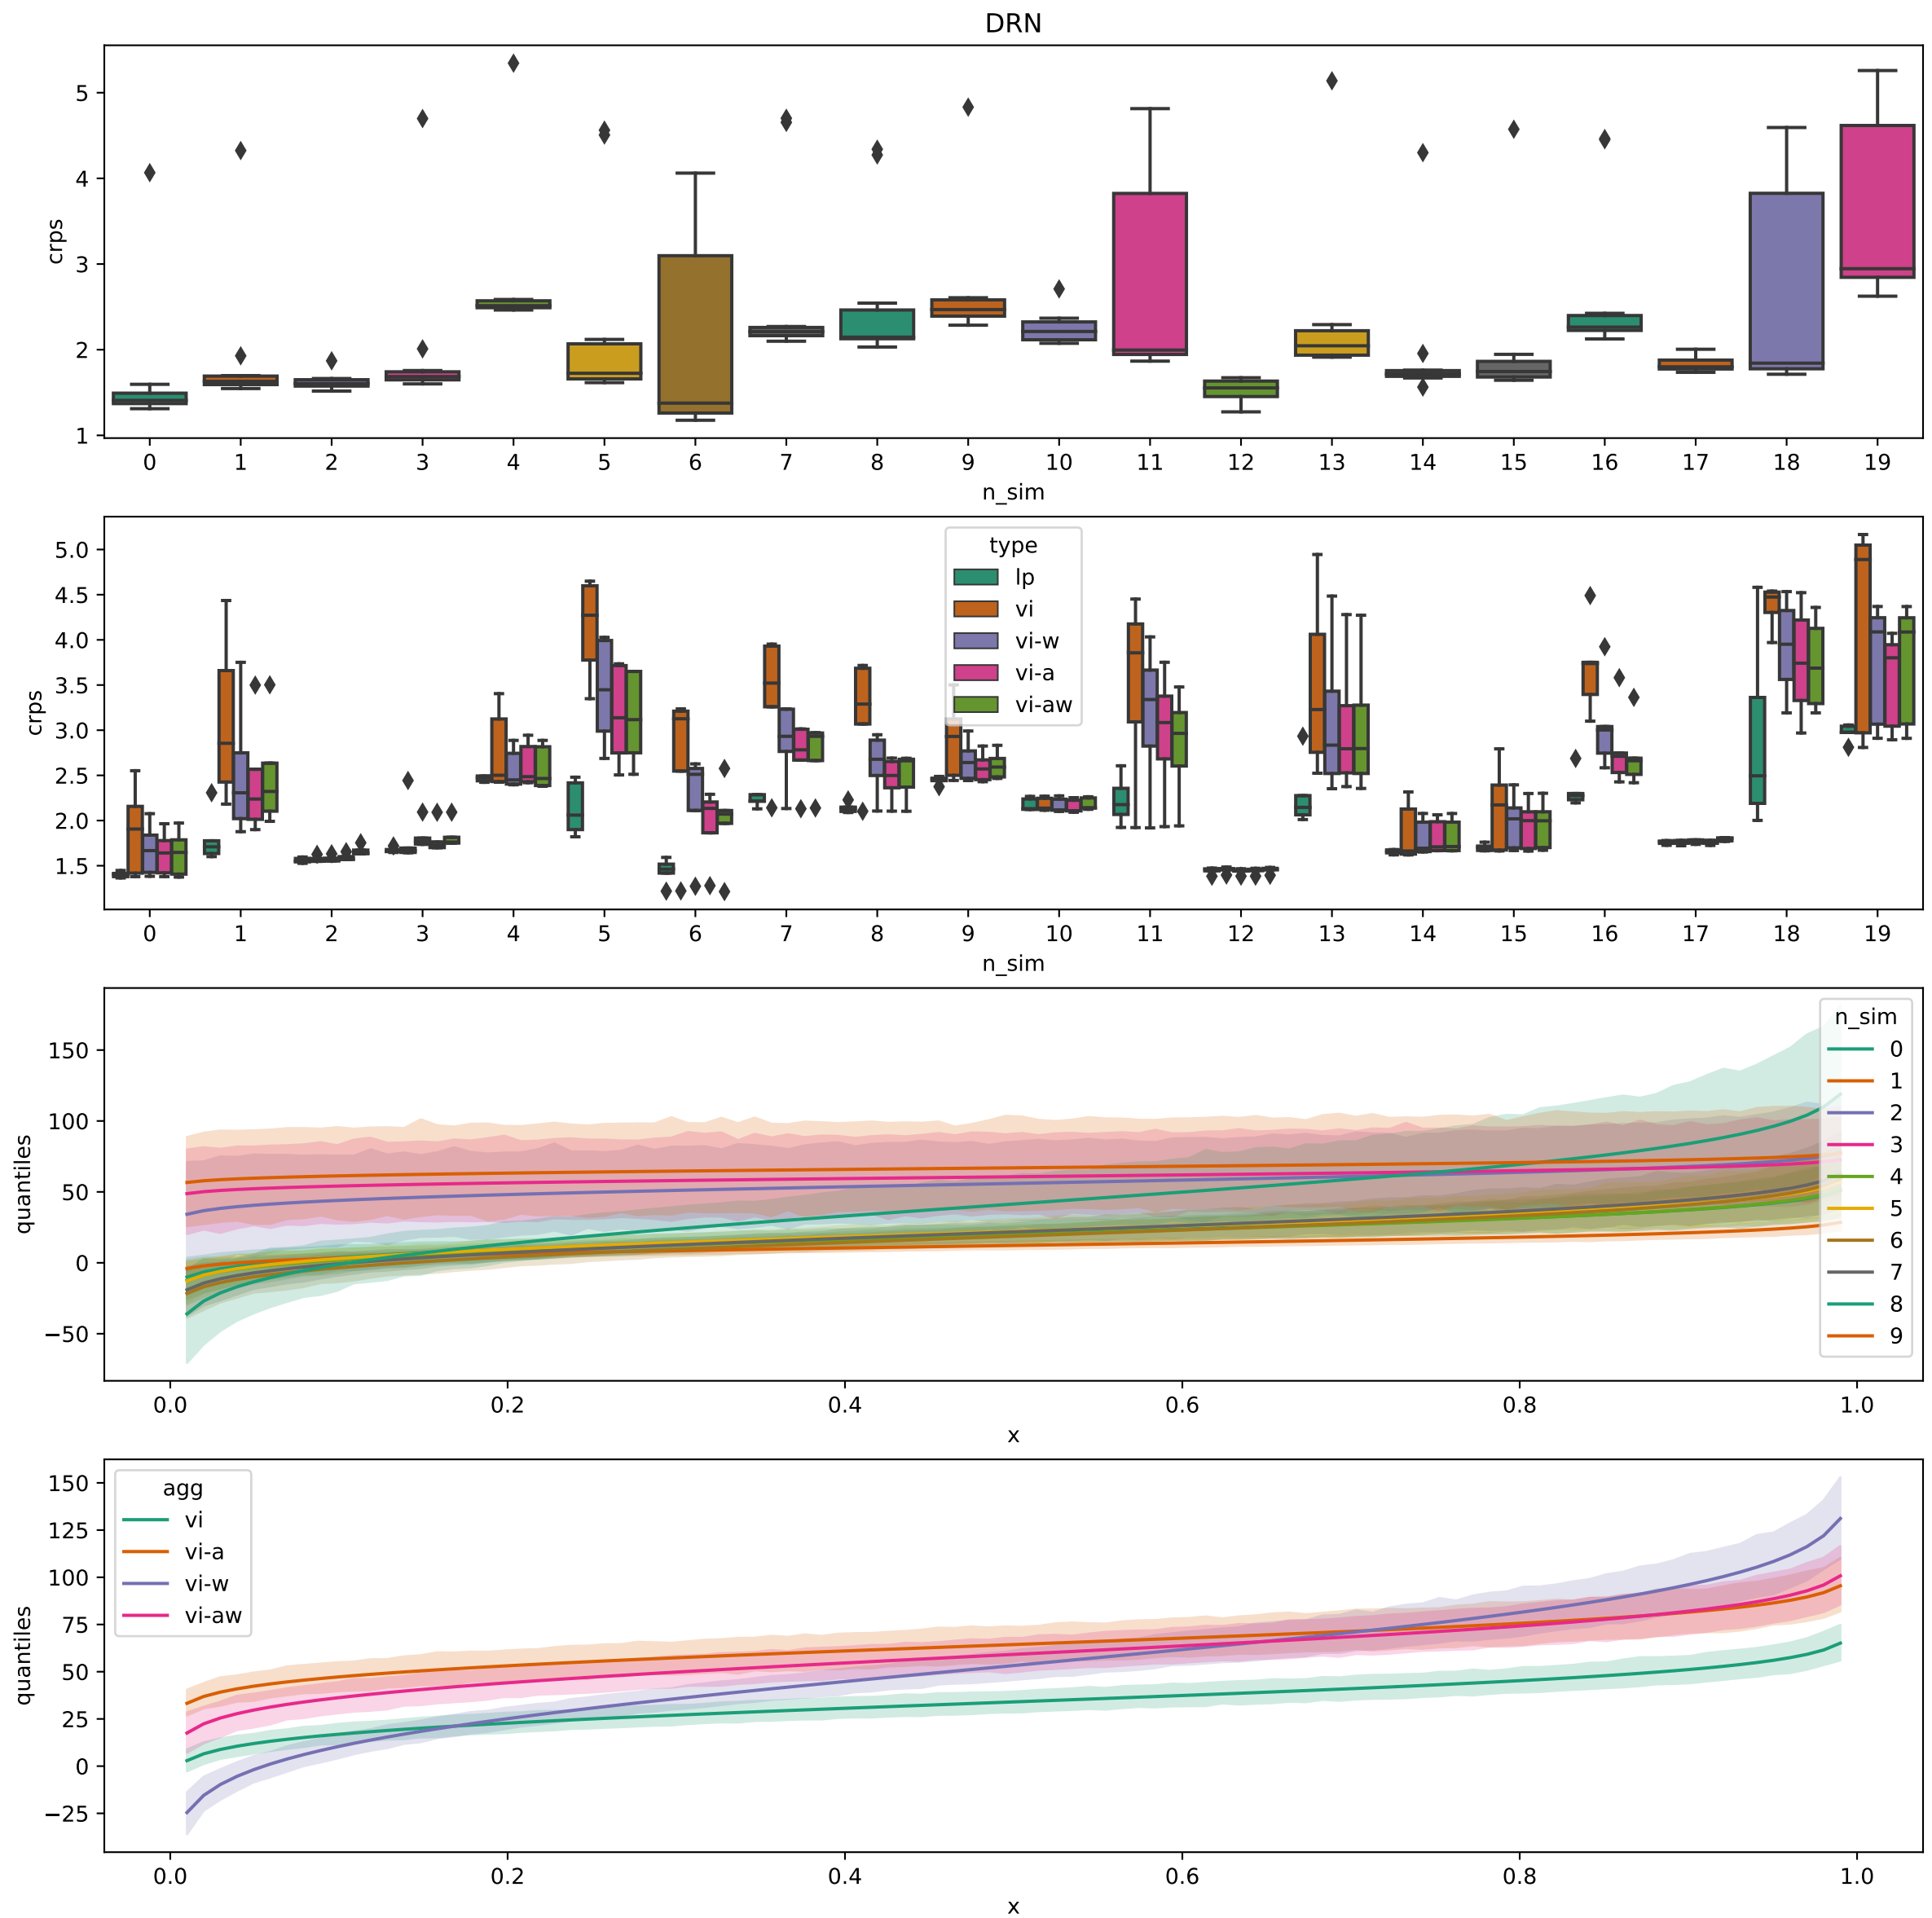 DRN
5
4
3
2
1
crps
0 1 2 3 4 5 6 7 8 9 10 11 12 13 14 15 16 17 18 19
n_sim
5.0
4.5
4.0
3.5
3.0
2.5
2.0
1.5
crps
type
lp
vi
vi-w
vi-a
vi-aw
0 1 2 3 4 5 6 7 8 9 10 11 12 13 14 15 16 17 18 19
n_sim
150
100
50
0
−50
quantiles
n_sim
0
1
2
3
4
5
6
7
8
9
0.0 0.2 0.4 0.6 0.8 1.0
x
150
125
100
75
50
25
0
−25
quantiles
agg
vi
vi-a
vi-w
vi-aw
0.0 0.2 0.4 0.6 0.8 1.0
x